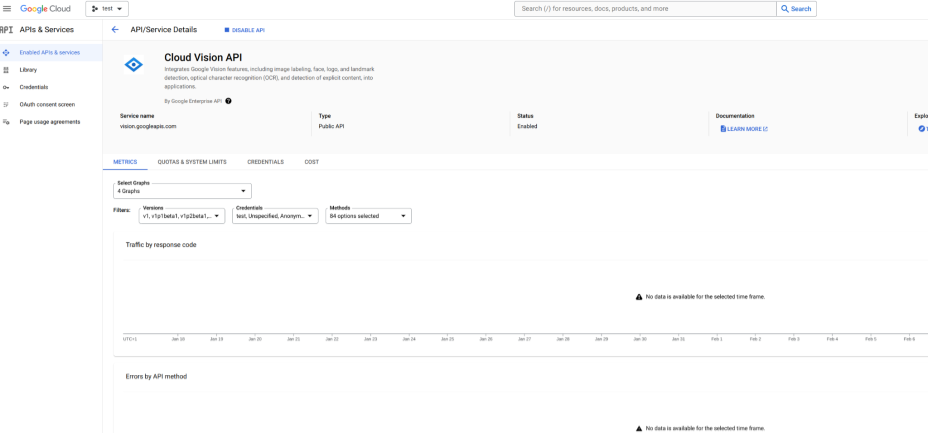 Google Cloud
test
Search (/) for resources, docs, products, and more
Search
API APIs & Services
API/Service Details
DISABLE API
Enabled APIs & services
Library
Credentials
OAuth consent screen
Page usage agreements
Cloud Vision API
Integrates Google Vision features, including image labeling, face, logo, and landmark
detection, optical character recognition (OCR), and detection of explicit content, into
applications.
By Google Enterprise API
Service name
vision.googleapis.com
Type
Public API
Status
Enabled
Documentation
LEARN MORE
Explo
T
METRICS QUOTAS & SYSTEM LIMITS CREDENTIALS COST
Select Graphs
4 Graphs
Filters:
Versions
v1, v1p1beta1, v1p2beta1,...
Credentials
test, Unspecified, Anonym...
Methods
84 options selected
Traffic by response code
No data is available for the selected time frame.
UTC+1 Jan 18 Jan 19 Jan 20 Jan 21 Jan 22 Jan 23 Jan 24 Jan 25 Jan 26 Jan 27 Jan 28 Jan 29 Jan 30 Jan 31 Feb 1 Feb 2 Feb 3 Feb 4 Feb 5 Feb 6
Errors by API method
No data is available for the selected time frame.